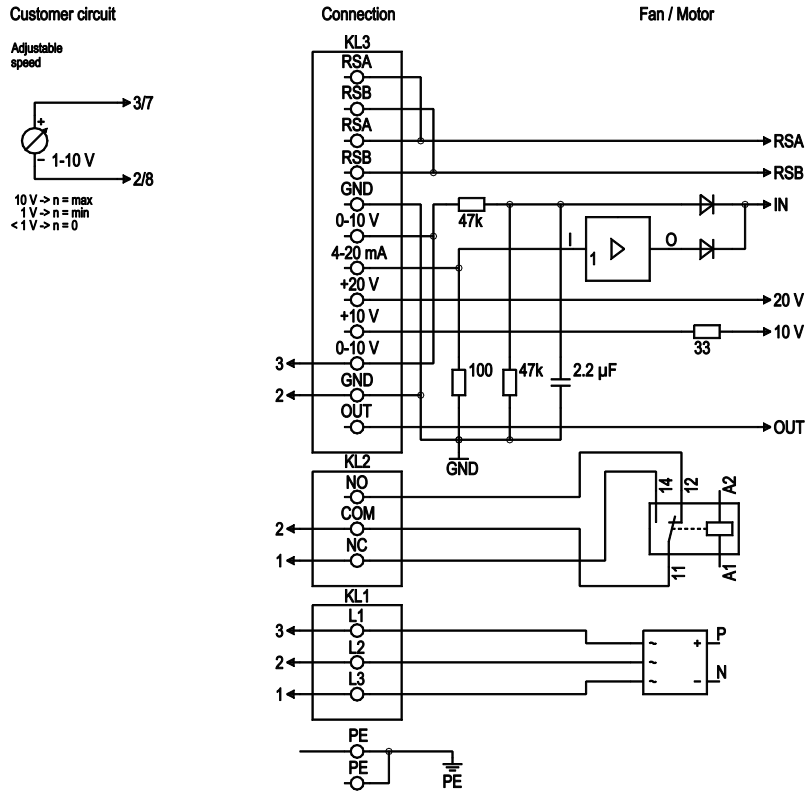 Customer circuit
Connection
Fan / Motor
Adjustable
speed
3/7
+
1-10 V
−
2/8
10 V -> n = max
1 V -> n = min
< 1 V -> n = 0
KL3
RSA
RSB
RSA
RSA
RSB
RSB
GND
IN
0-10 V
47k
4-20 mA
I
1
O
+20 V
20 V
+10 V
33
10 V
0-10 V
3
100
47k
2.2 µF
GND
2
OUT
OUT
GND
KL2
NO
14
12
A2
COM
2
NC
1
11
A1
KL1
L1
3
~
+
P
L2
2
~
L3
1
~
−
N
PE
PE
PE